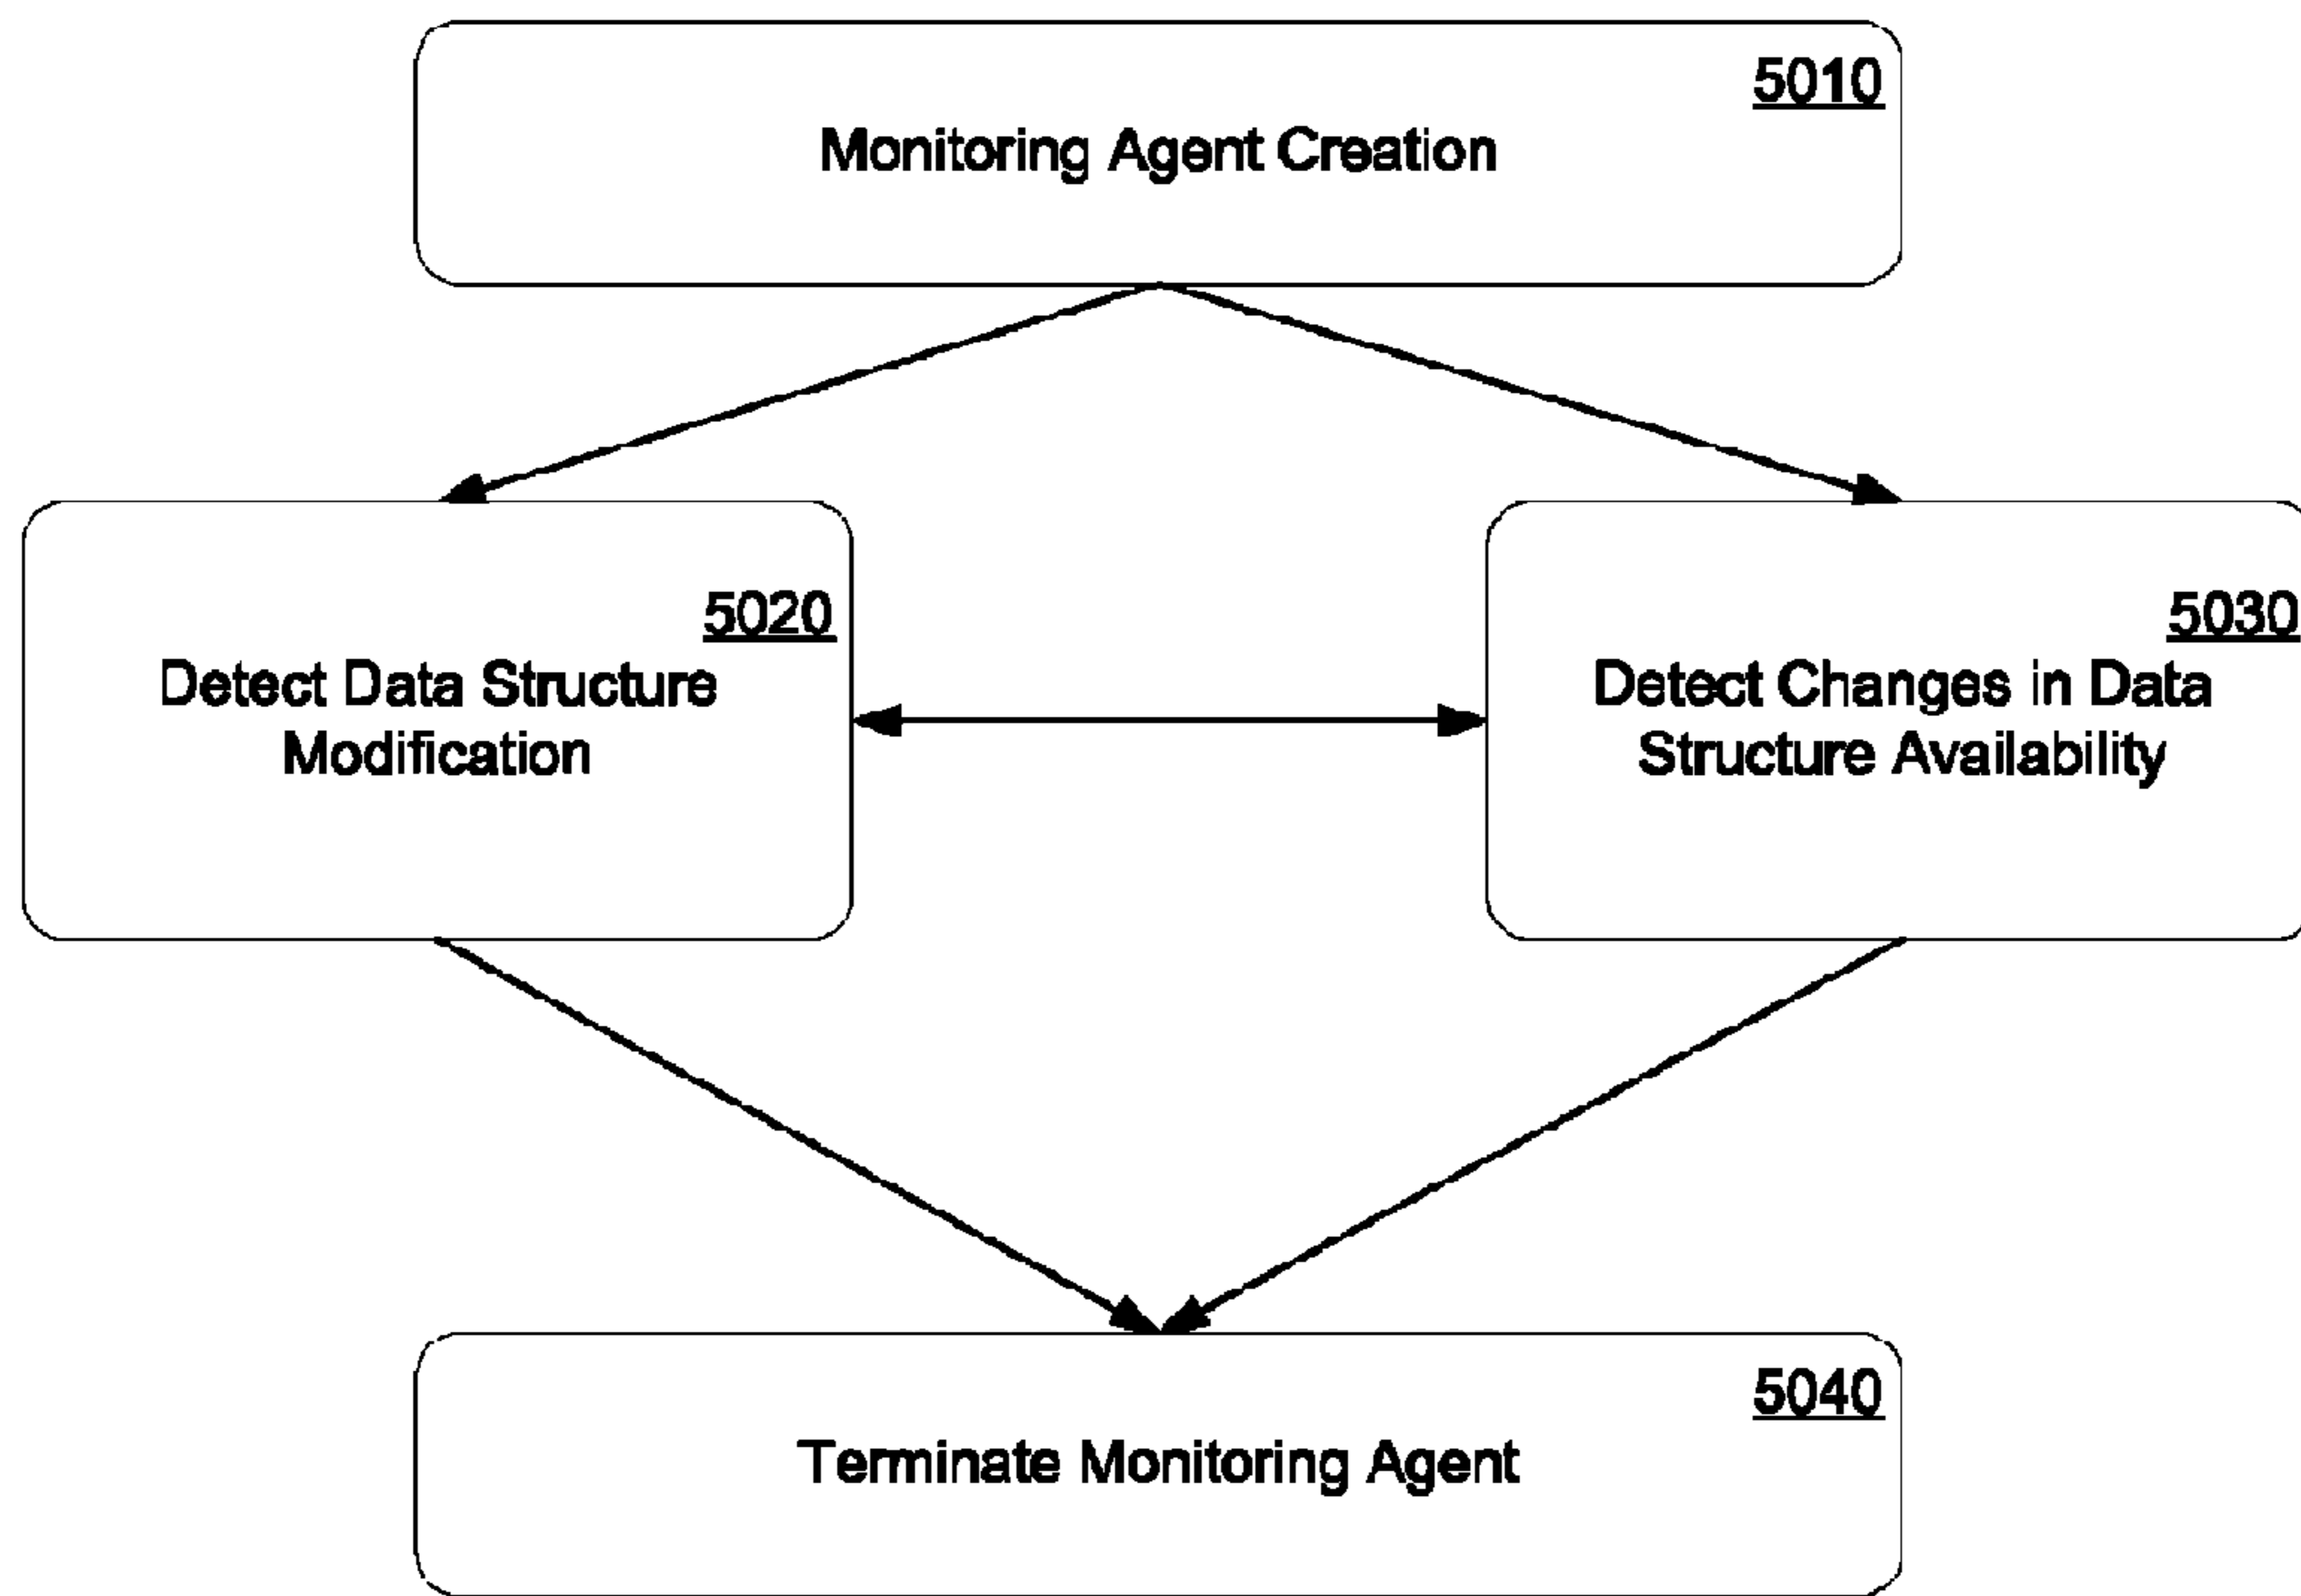 5010
Monitoring Agent Creation
5020
Detect Data Structure
Modification
5030
Detect Changes in Data
Structure Availability
5040
Terminate Monitoring Agent